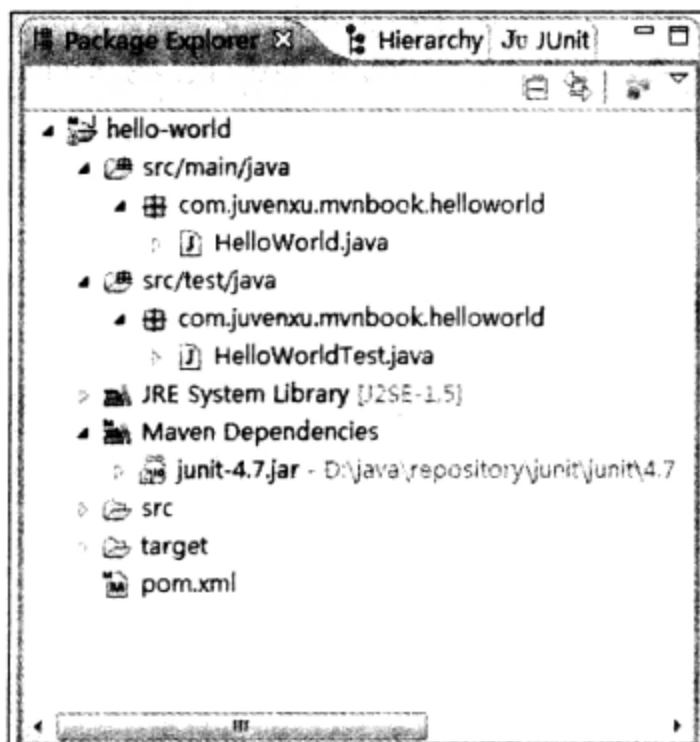 Package Explorer Hierarchy Ju JUnit
hello-world
src/main/java
com.juvenxu.mvnbook.helloworld
HelloWorld.java
src/test/java
com.juvenxu.mvnbook.helloworld
HelloWorldTest.java
JRE System Library [J2SE-1.5]
Maven Dependencies
junit-4.7.jar - D:\java\repository\junit\junit\4.7
src
target
pom.xml